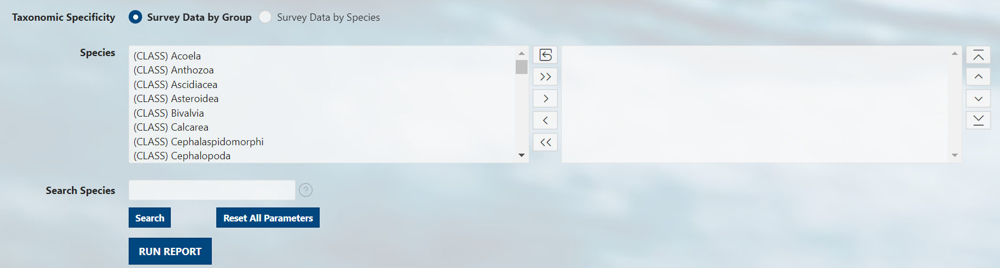 Taxonomic Specificity Survey Data by Group Survey Data by Species
Species
(CLASS) Acoela
(CLASS) Anthozoa
(CLASS) Ascidiacea
(CLASS) Asteroidea
(CLASS) Bivalvia
(CLASS) Calcarea
(CLASS) Cephalaspidomorphi
(CLASS) Cephalopoda
Search Species ?
Search Reset All Parameters
RUN REPORT